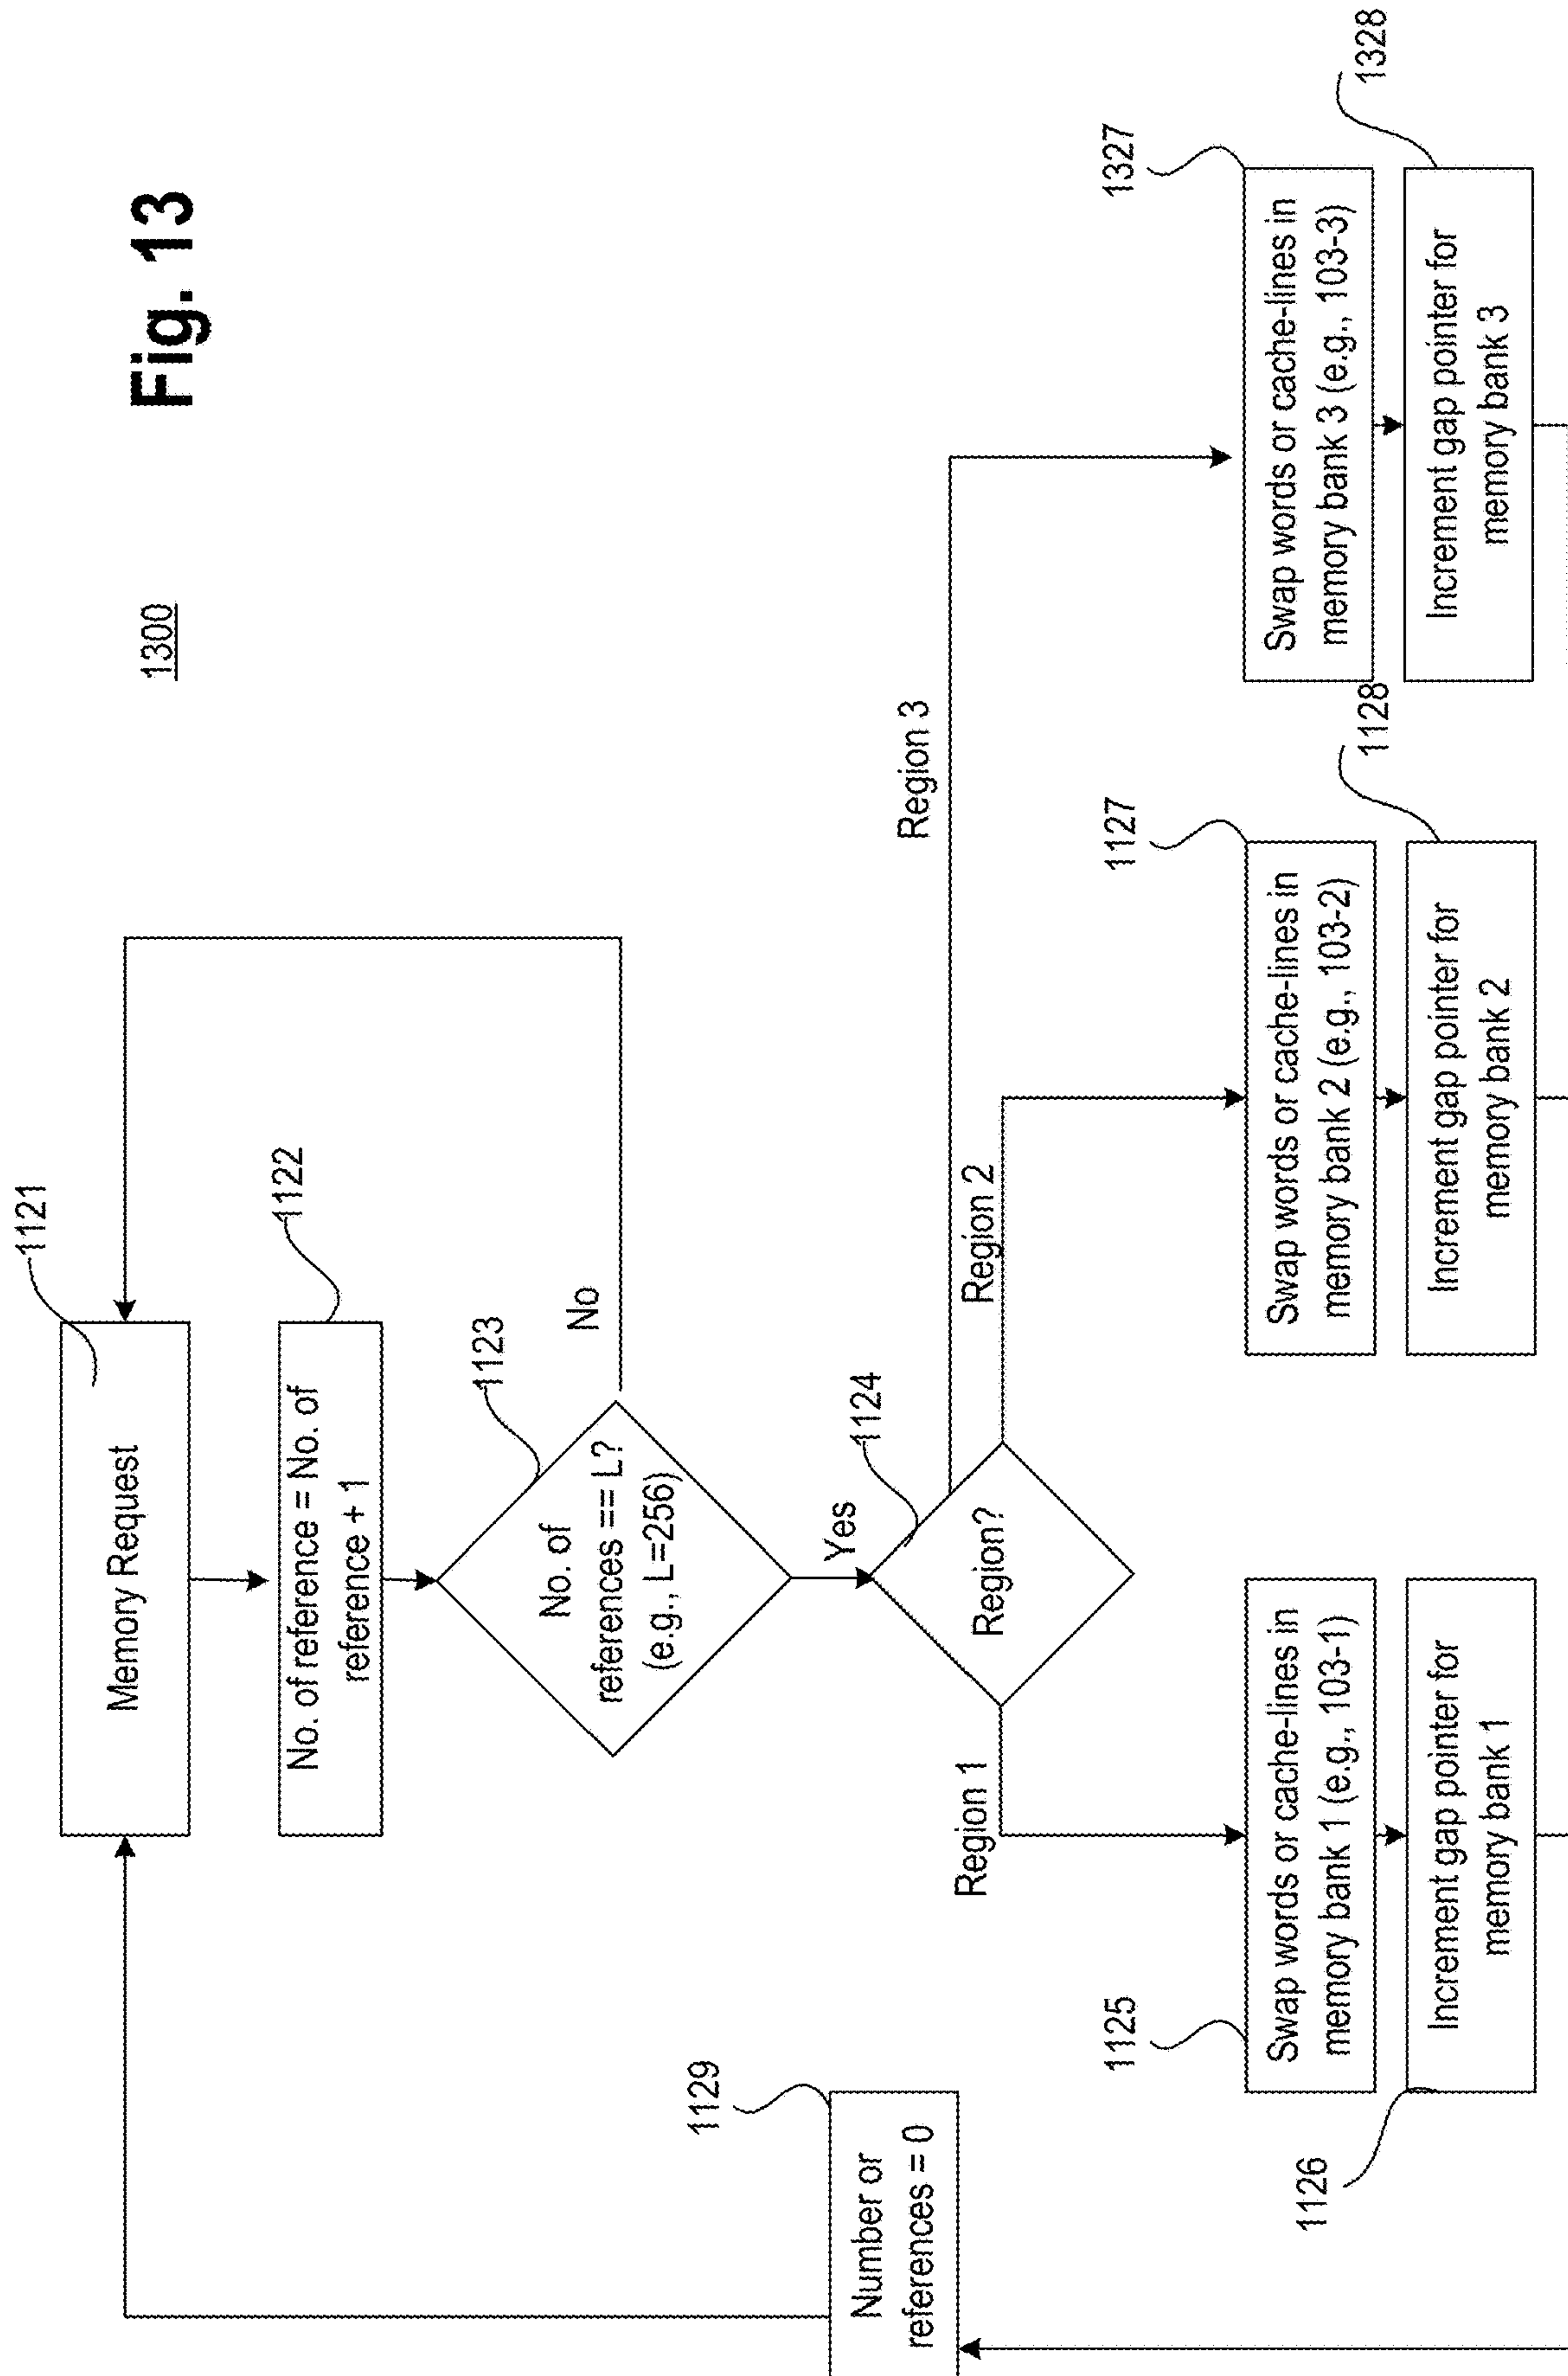 Fig. 13
1300
1121
Memory Request
1122
No. of reference = No. of
reference + 1
1123
No. of
references == L?
(e.g., L=256)
No
Yes
1124
Region?
Region 1
Region 2
Region 3
1129
Number or
references = 0
1125
Swap words or cache-lines in
memory bank 1 (e.g., 103-1)
1126
Increment gap pointer for
memory bank 1
1127
Swap words or cache-lines in
memory bank 2 (e.g., 103-2)
1128
Increment gap pointer for
memory bank 2
1327
Swap words or cache-lines in
memory bank 3 (e.g., 103-3)
1328
Increment gap pointer for
memory bank 3